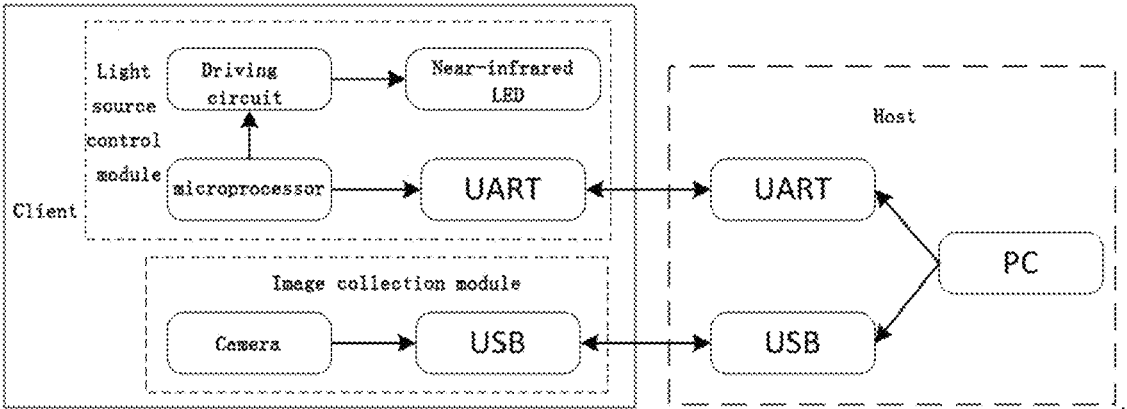 Client
Light
source
control
module
Driving
circuit
Near-infrared
LED
microprocessor
UART
Image collection module
Camera
USB
Host
UART
USB
PC